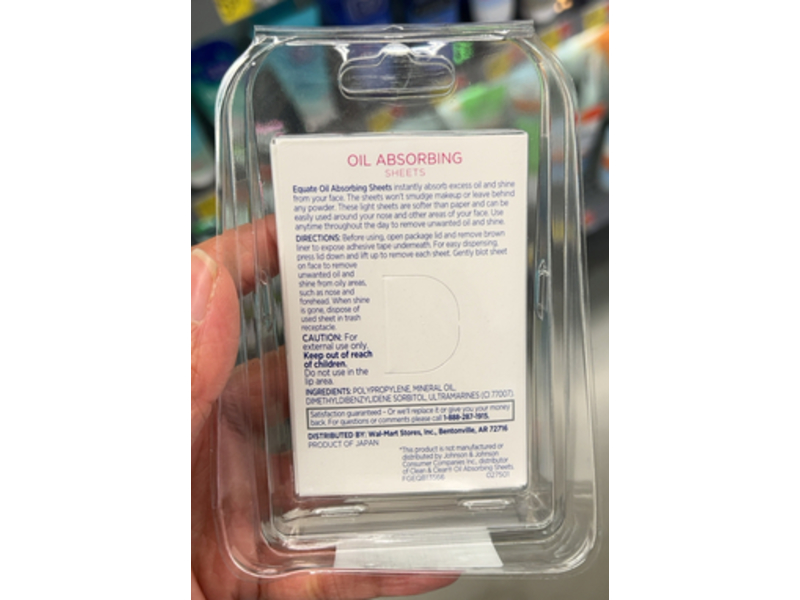 OIL ABSORBING
SHEETS
Equate Oil Absorbing Sheets instantly absorb excess oil and shine
from your face. The sheets won't smudge makeup or leave behind
any powder. These light sheets are softer than paper and can be
easily used around your nose and other areas of your face. Use
anytime throughout the day to remove unwanted oil and shine.
DIRECTIONS: Before using, open package lid and remove brown
liner to expose adhesive tape underneath. For easy dispensing,
press lid down and lift up to remove each sheet. Gently blot sheet
on face to remove
unwanted oil and
shine from oily areas,
such as nose and
forehead. When shine
is gone, dispose of
used sheet in trash
receptacle.
CAUTION: For
external use only.
Keep out of reach
of children.
Do not use in the
lip area.
INGREDIENTS: POLYPROPYLENE, MINERAL OIL,
DIMETHYLDIBENZYLIDENE SORBITOL, ULTRAMARINES (CI 77007).
Satisfaction guaranteed – Or we'll replace it or give you your money
back. For questions or comments please call 1-888-287-1915.
DISTRIBUTED BY: Wal-Mart Stores, Inc., Bentonville, AR 72716
PRODUCT OF JAPAN
*This product is not manufactured or
distributed by Johnson & Johnson
Consumer Companies Inc., distributor
of Clean & Clear® Oil Absorbing Sheets
027501